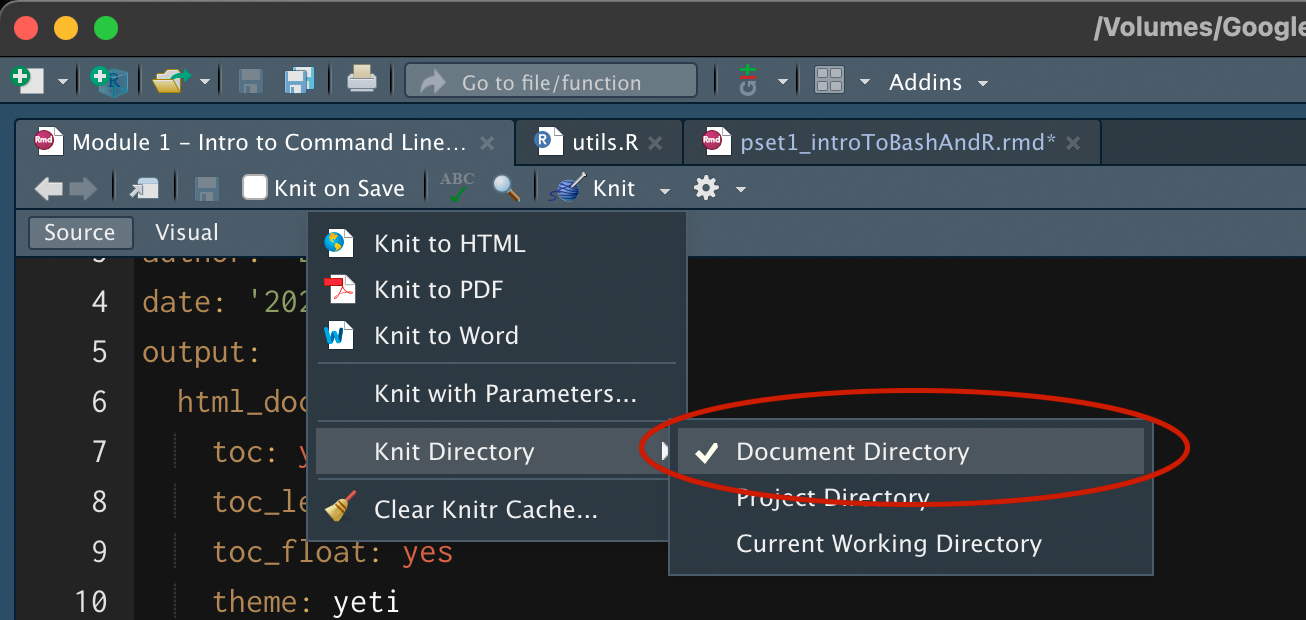 /Volumes/Google
Go to file/function
Addins
Module 1 – Intro to Command Line...
utils.R
pset1_introToBashAndR.rmd*
Knit on Save
ABC
Knit
Source
Visual
Knit to HTML
Knit to PDF
Knit to Word
Knit with Parameters...
Knit Directory
Clear Knitr Cache...
Document Directory
Project Directory
Current Working Directory
3 author:
4 date: '202
5 output:
6 html_doc
7 toc: y
8 toc_le
9 toc_float: yes
10 theme: yeti